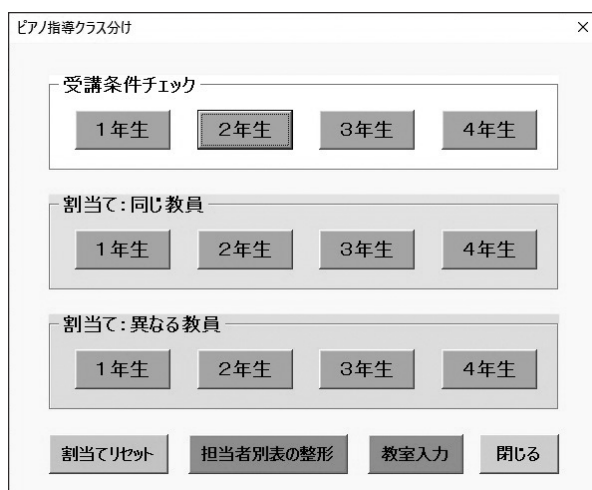 ピアノ指導クラス分け ×
受講条件チェック
1年生 2年生 3年生 4年生
割当て:同じ教員
1年生 2年生 3年生 4年生
割当て:異なる教員
1年生 2年生 3年生 4年生
割当てリセット 担当者別表の整形 教室入力 閉じる